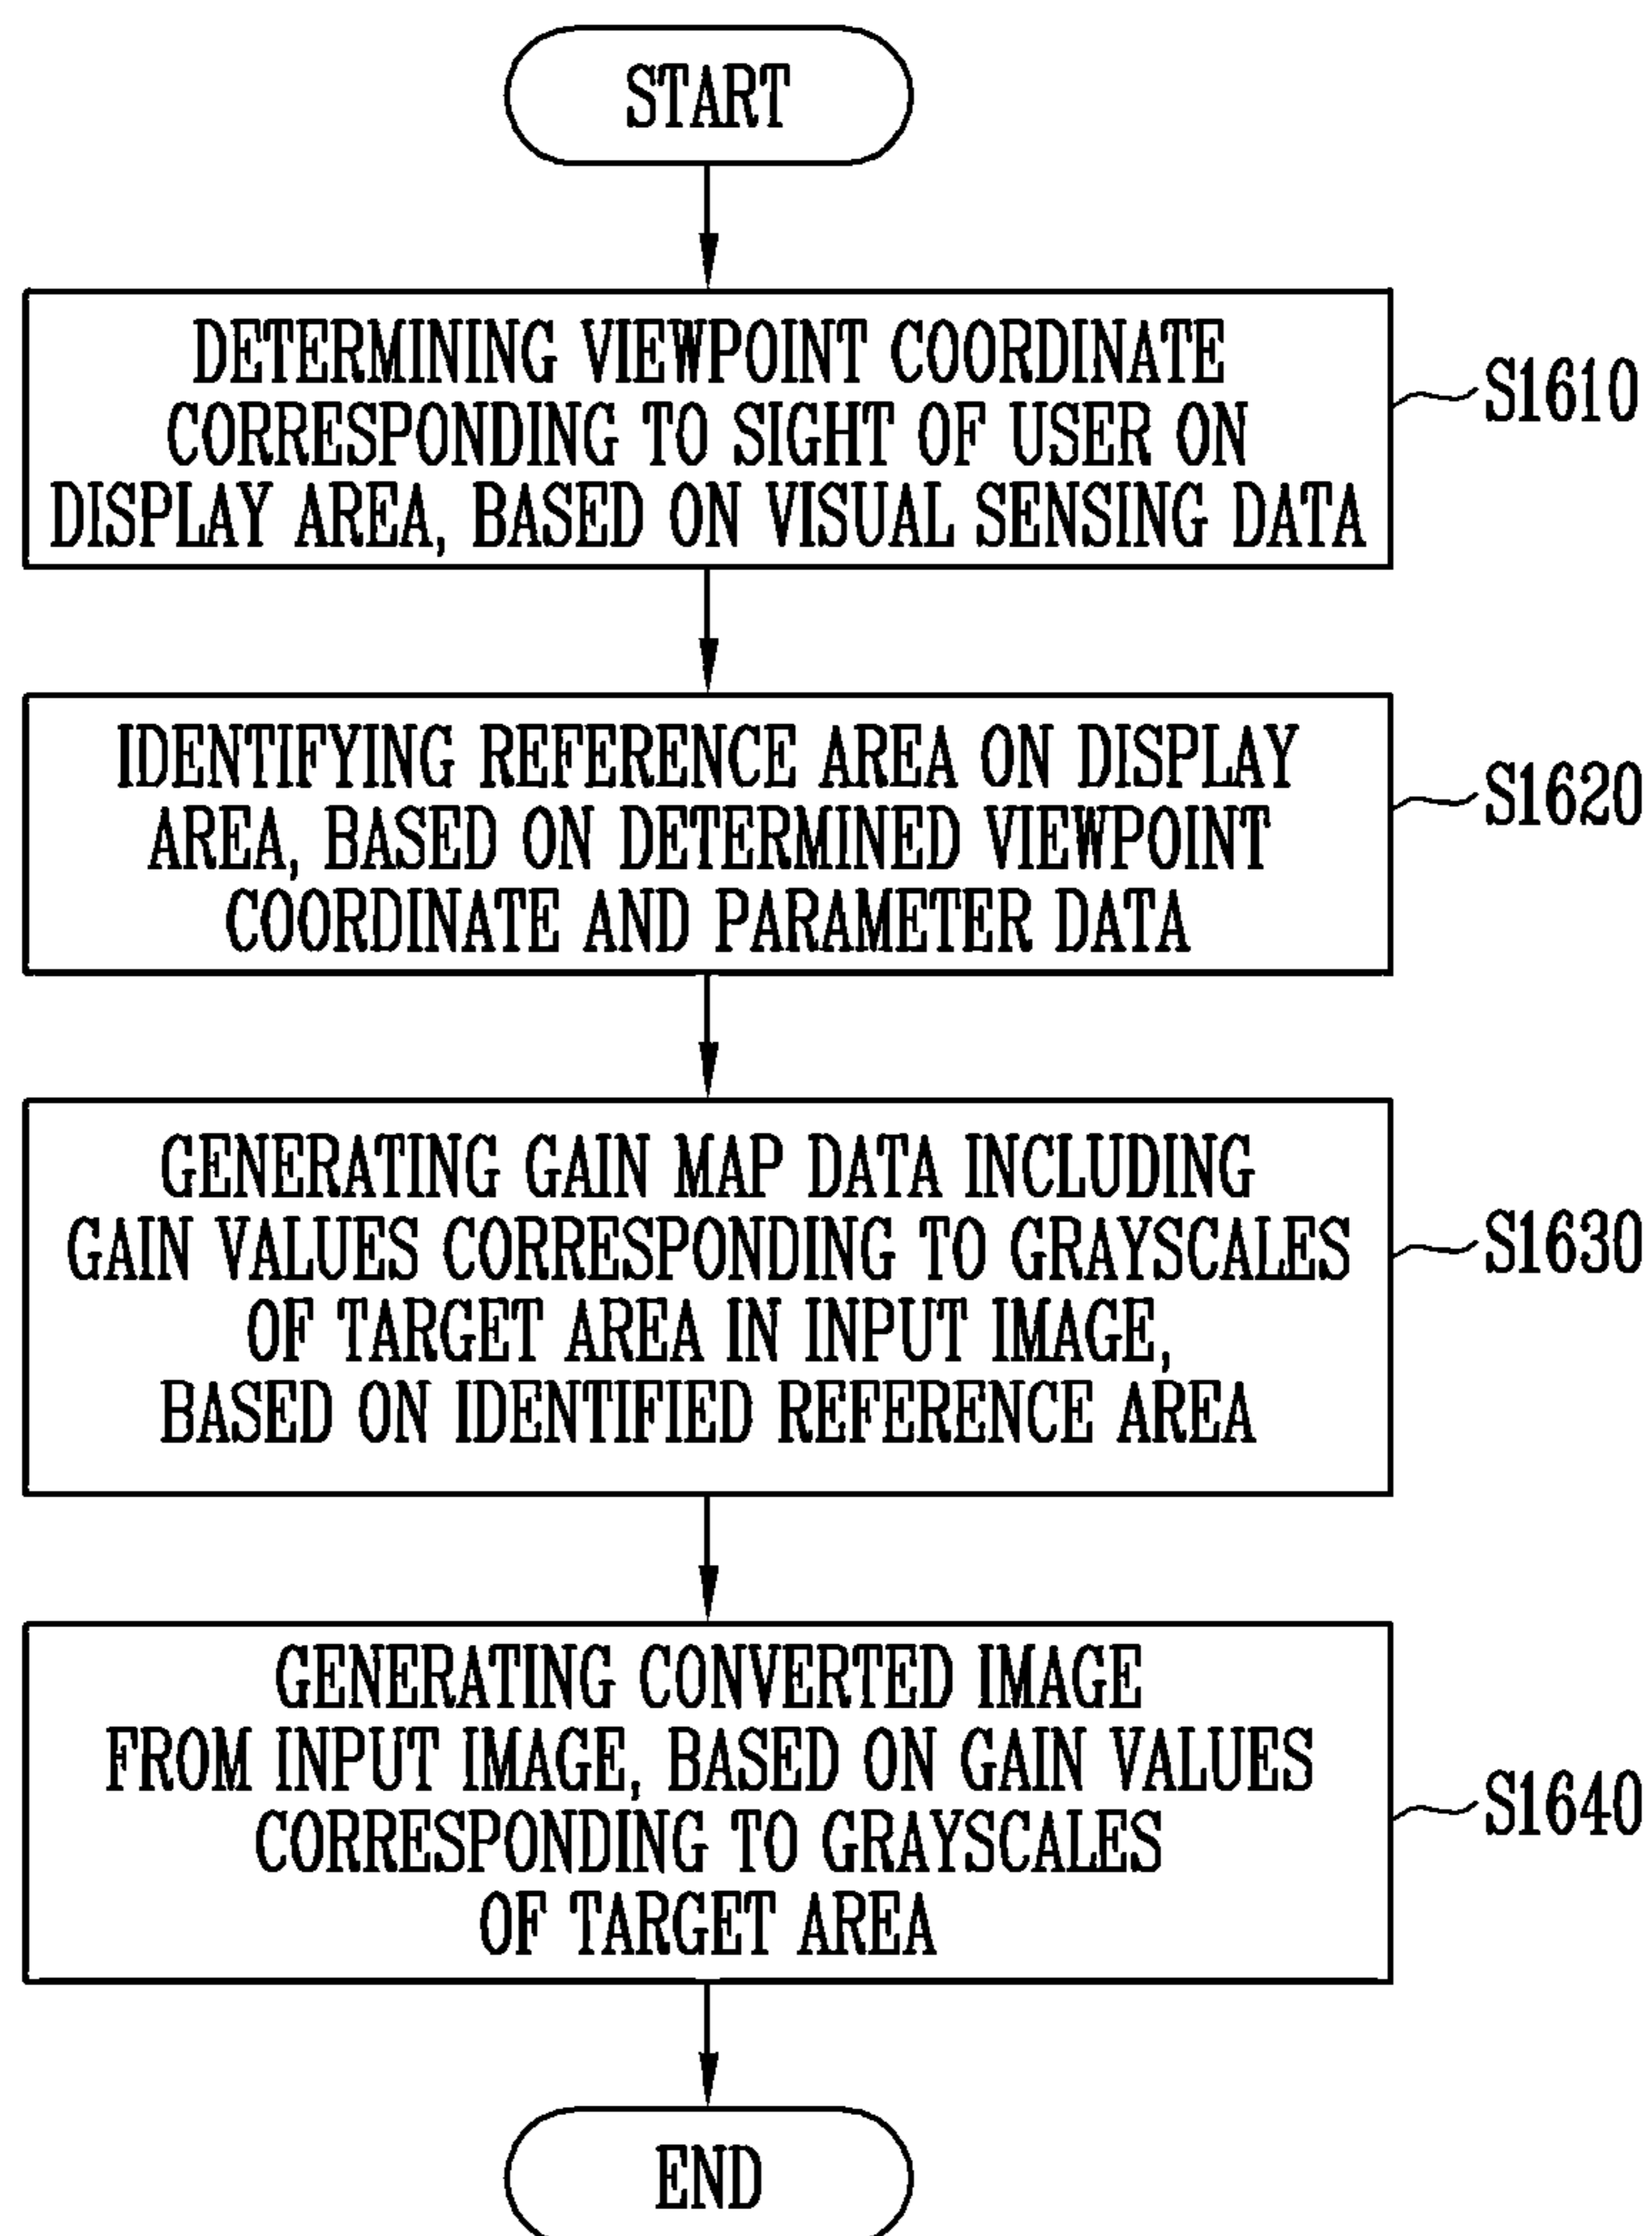 START
DETERMINING VIEWPOINT COORDINATE
CORRESPONDING TO SIGHT OF USER ON
DISPLAY AREA, BASED ON VISUAL SENSING DATA
S1610
IDENTIFYING REFERENCE AREA ON DISPLAY
AREA, BASED ON DETERMINED VIEWPOINT
COORDINATE AND PARAMETER DATA
S1620
GENERATING GAIN MAP DATA INCLUDING
GAIN VALUES CORRESPONDING TO GRAYSCALES
OF TARGET AREA IN INPUT IMAGE,
BASED ON IDENTIFIED REFERENCE AREA
S1630
GENERATING CONVERTED IMAGE
FROM INPUT IMAGE, BASED ON GAIN VALUES
CORRESPONDING TO GRAYSCALES
OF TARGET AREA
S1640
END